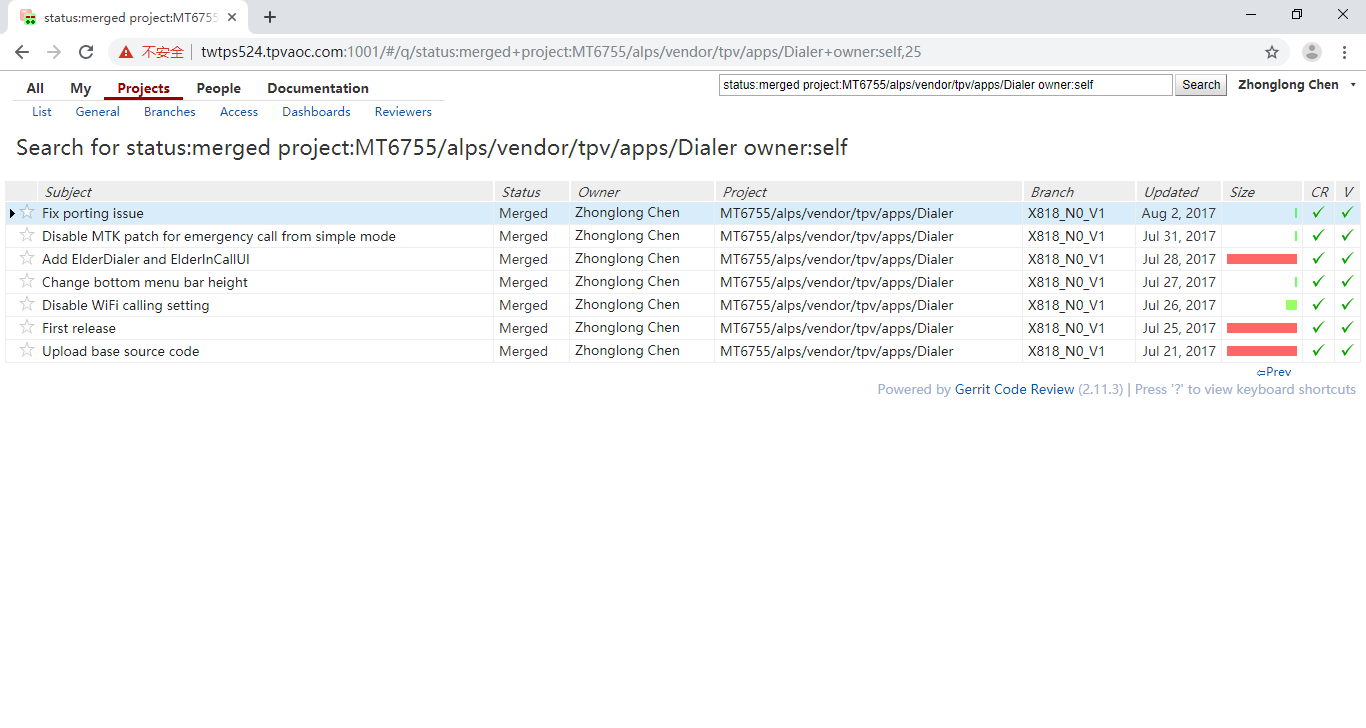 status:merged project:MT6755
不安全 twtps524.tpvaoc.com:1001/#/q/status:merged+project:MT6755/alps/vendor/tpv/apps/Dialer+owner:self,25
All My Projects People Documentation
status:merged project:MT6755/alps/vendor/tpv/apps/Dialer owner:self Search Zhonglong Chen
List General Branches Access Dashboards Reviewers
Search for status:merged project:MT6755/alps/vendor/tpv/apps/Dialer owner:self
Subject Status Owner Project Branch Updated Size CR V
Fix porting issue Merged Zhonglong Chen MT6755/alps/vendor/tpv/apps/Dialer X818_N0_V1 Aug 2, 2017
Disable MTK patch for emergency call from simple mode Merged Zhonglong Chen MT6755/alps/vendor/tpv/apps/Dialer X818_N0_V1 Jul 31, 2017
Add ElderDialer and ElderInCallUI Merged Zhonglong Chen MT6755/alps/vendor/tpv/apps/Dialer X818_N0_V1 Jul 28, 2017
Change bottom menu bar height Merged Zhonglong Chen MT6755/alps/vendor/tpv/apps/Dialer X818_N0_V1 Jul 27, 2017
Disable WiFi calling setting Merged Zhonglong Chen MT6755/alps/vendor/tpv/apps/Dialer X818_N0_V1 Jul 26, 2017
First release Merged Zhonglong Chen MT6755/alps/vendor/tpv/apps/Dialer X818_N0_V1 Jul 25, 2017
Upload base source code Merged Zhonglong Chen MT6755/alps/vendor/tpv/apps/Dialer X818_N0_V1 Jul 21, 2017
⇦Prev
Powered by Gerrit Code Review (2.11.3) | Press '?' to view keyboard shortcuts